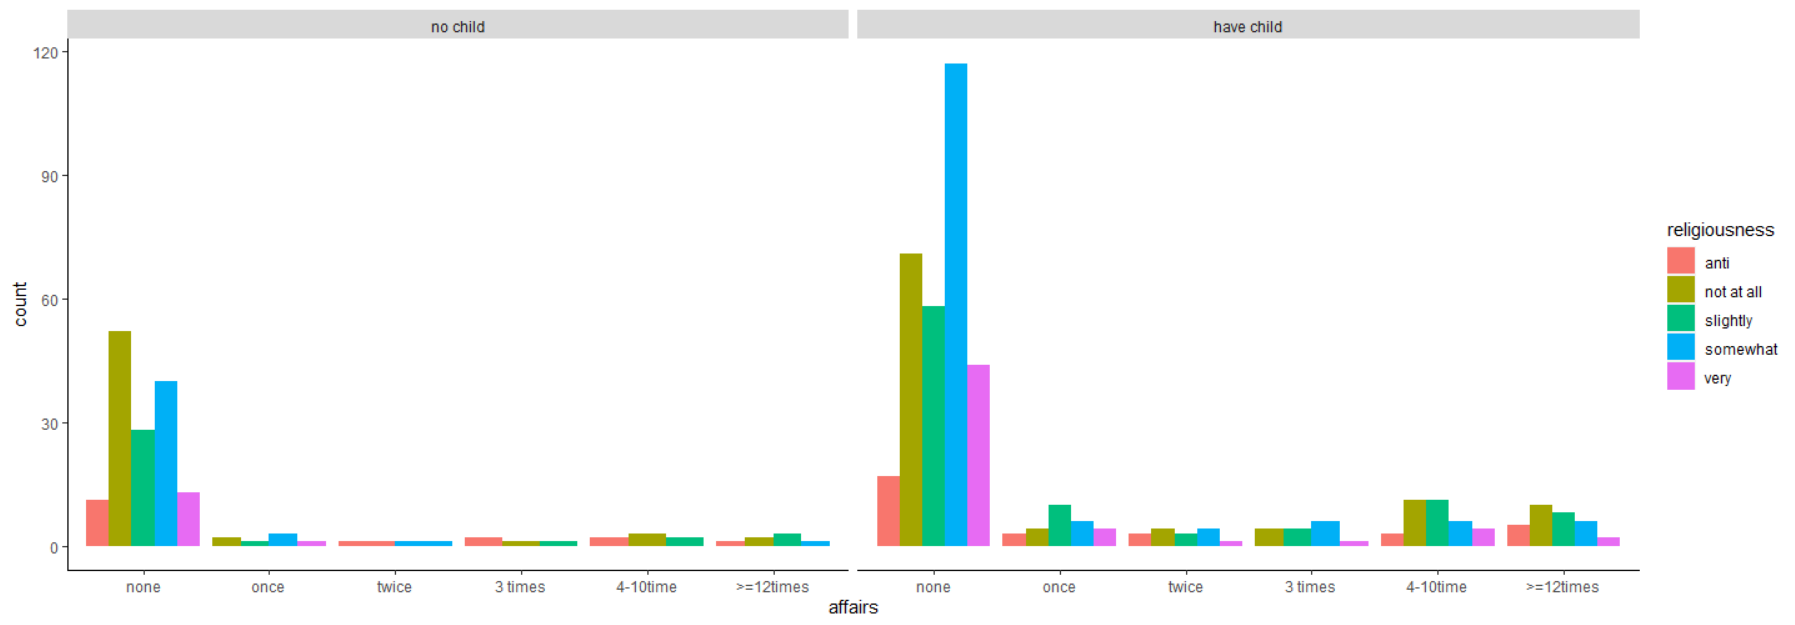 no child
have child
120
90
60
30
0
count
none once twice 3 times 4-10time >=12times
none once twice 3 times 4-10time >=12times
affairs
religiousness
anti
not at all
slightly
somewhat
very